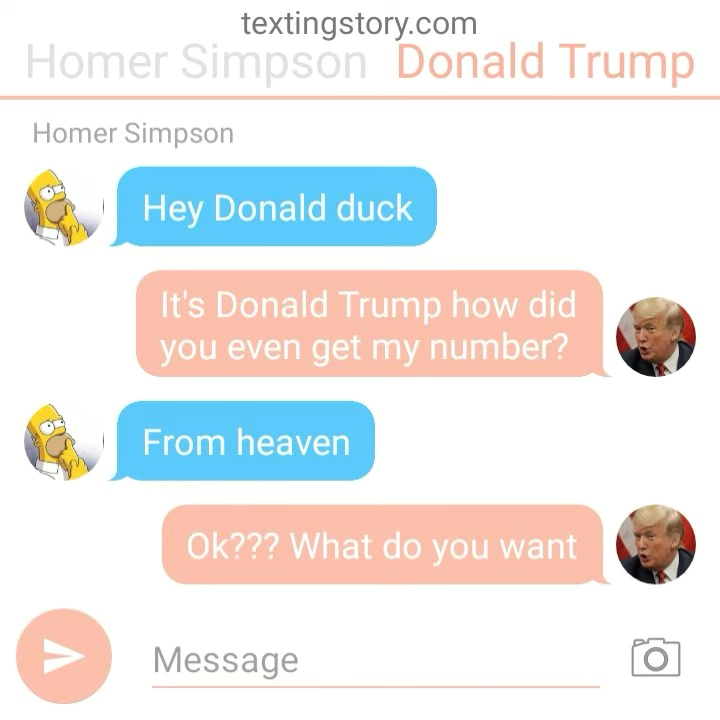 textingstory.com
Homer Simpson Donald Trump
Homer Simpson
Hey Donald duck
It's Donald Trump how did
you even get my number?
From heaven
Ok??? What do you want
Message